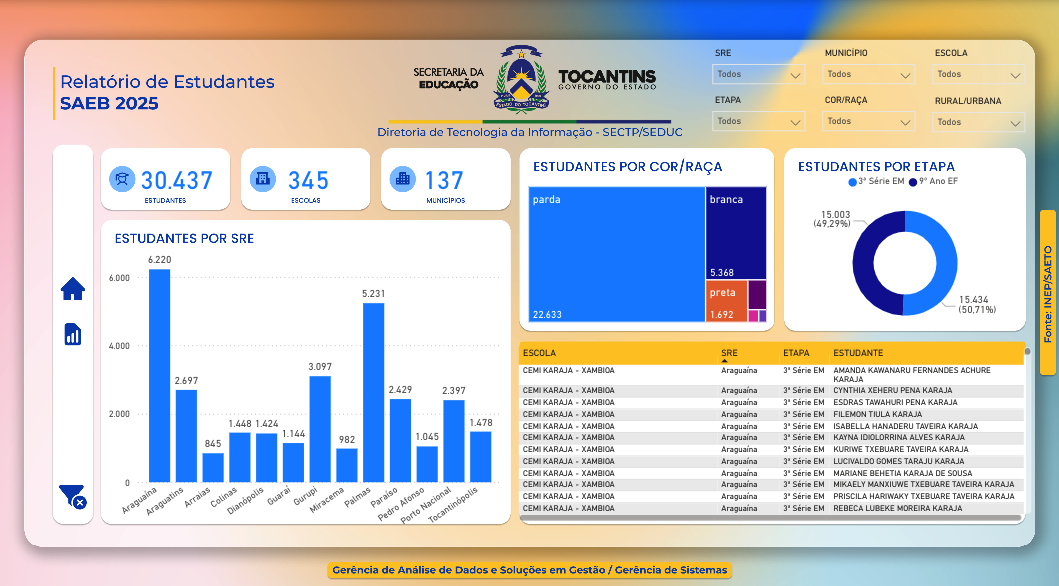 Relatório de Estudantes
SAEB 2025
SECRETARIA DA
EDUCAÇÃO
ESTADO DO TOCANTINS
TOCANTINS
GOVERNO DO ESTADO
Diretoria de Tecnologia da Informação - SECTP/SEDUC
SRE
MUNICÍPIO
ESCOLA
Todos
Todos
Todos
ETAPA
COR/RAÇA
RURAL/URBANA
Todos
Todos
Todos
30.437
ESTUDANTES
345
ESCOLAS
137
MUNICÍPIOS
ESTUDANTES POR SRE
6.000
4.000
2.000
0
6.220
2.697
845
1.448
1.424
1.144
3.097
982
5.231
2.429
1.045
2.397
1.478
Araguaína
Araguatins
Arraias
Colinas
Dianópolis
Guaraí
Gurupi
Miracema
Palmas
Paraíso
Pedro Afonso
Porto Nacional
Tocantinópolis
ESTUDANTES POR COR/RAÇA
parda
22.633
branca
5.368
preta
1.692
ESTUDANTES POR ETAPA
3ª Série EM 9º Ano EF
15.003
(49,29%)
15.434
(50,71%)
ESCOLA SRE ETAPA ESTUDANTE
CEMI KARAJA - XAMBIOA Araguaína 3ª Série EM AMANDA KAWANARU FERNANDES ACHURE
KARAJA
CEMI KARAJA - XAMBIOA Araguaína 3ª Série EM CYNTHIA XEHERU PENA KARAJA
CEMI KARAJA - XAMBIOA Araguaína 3ª Série EM ESDRAS TAWAHURI PENA KARAJA
CEMI KARAJA - XAMBIOA Araguaína 3ª Série EM FILEMON TIULA KARAJA
CEMI KARAJA - XAMBIOA Araguaína 3ª Série EM ISABELLA HANADERU TAVEIRA KARAJA
CEMI KARAJA - XAMBIOA Araguaína 3ª Série EM KAYNA IDIOLORRINA ALVES KARAJA
CEMI KARAJA - XAMBIOA Araguaína 3ª Série EM KURIWE TXEBUARE TAVEIRA KARAJA
CEMI KARAJA - XAMBIOA Araguaína 3ª Série EM LUCIVALDO GOMES TARAJU KARAJA
CEMI KARAJA - XAMBIOA Araguaína 3ª Série EM MARIANE BEHETIA KARAJA DE SOUSA
CEMI KARAJA - XAMBIOA Araguaína 3ª Série EM MIKAELY MANXIUWE TXEBUARE TAVEIRA KARAJA
CEMI KARAJA - XAMBIOA Araguaína 3ª Série EM PRISCILA HARIWAKY TXEBUARE TAVEIRA KARAJA
CEMI KARAJA - XAMBIOA Araguaína 3ª Série EM REBECA LUBEKE MOREIRA KARAJA
Fonte: INEP/SAETO
Gerência de Análise de Dados e Soluções em Gestão / Gerência de Sistemas